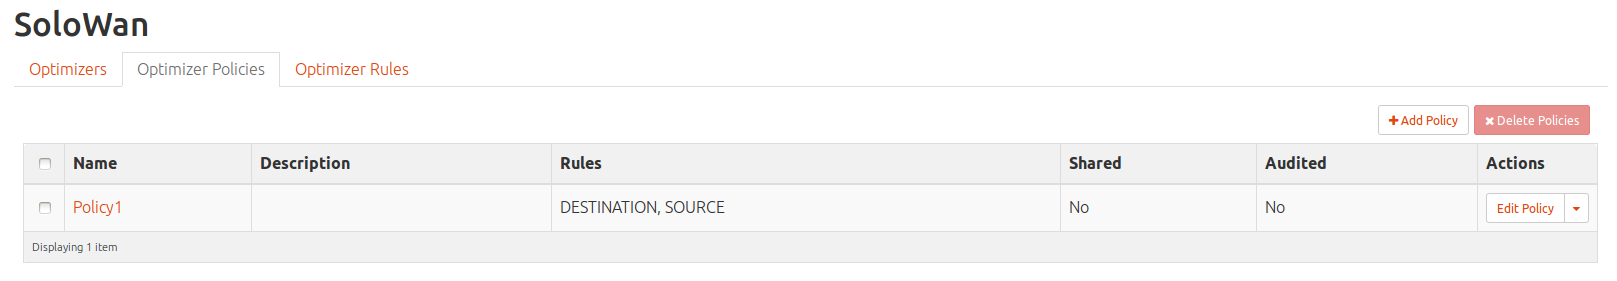 SoloWan
Optimizers Optimizer Policies Optimizer Rules
Add Policy Delete Policies
Name Description Rules Shared Audited Actions
Policy1 DESTINATION, SOURCE No No Edit Policy
Displaying 1 item